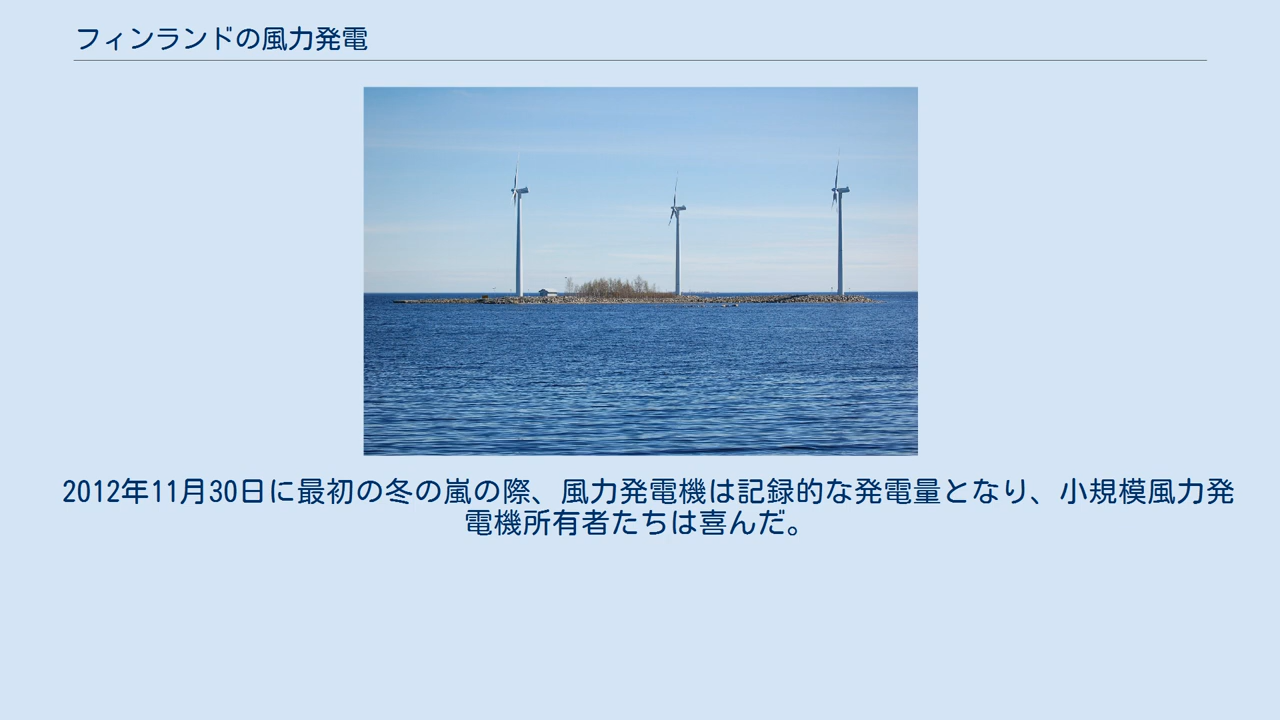 フィンランドの風力発電
2012年11月30日に最初の冬の嵐の際、風力発電機は記録的な発電量となり、小規模風力発
電機所有者たちは喜んだ。